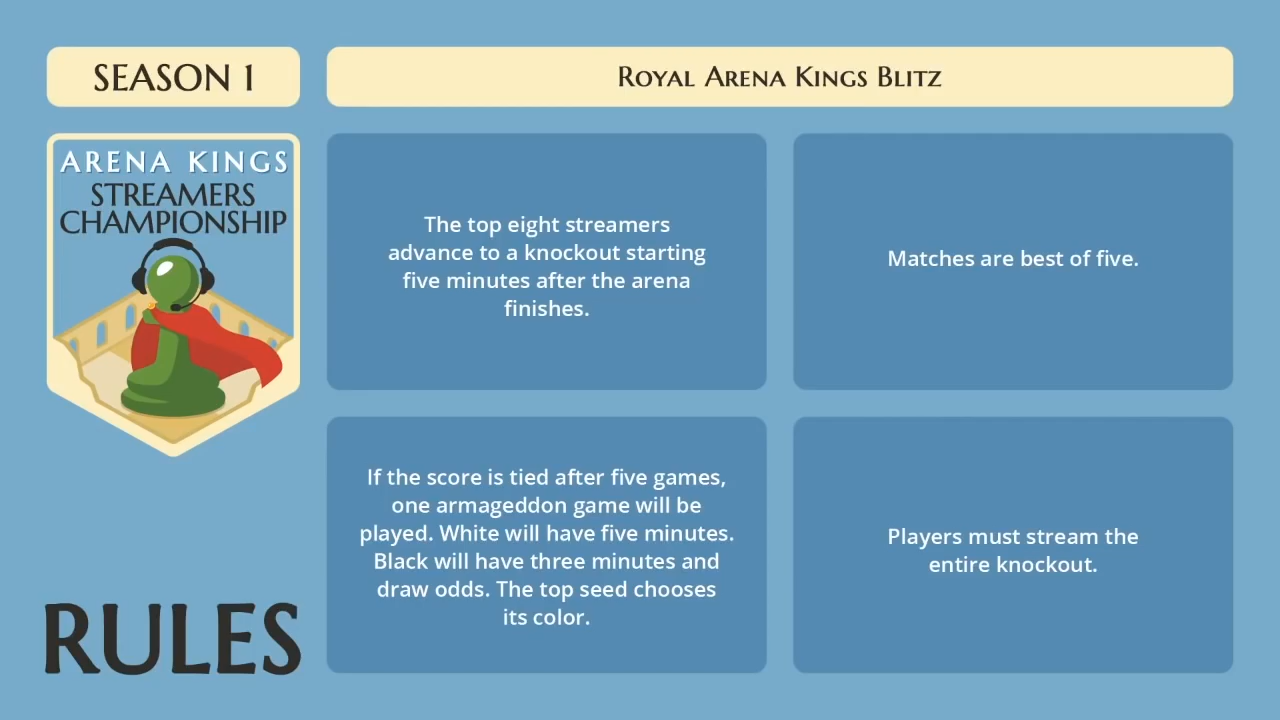 SEASON 1
Royal Arena Kings Blitz
ARENA KINGS
STREAMERS
CHAMPIONSHIP
The top eight streamers
advance to a knockout starting
five minutes after the arena
finishes.
Matches are best of five.
If the score is tied after five games,
one armageddon game will be
played. White will have five minutes.
Black will have three minutes and
draw odds. The top seed chooses
its color.
Players must stream the
entire knockout.
RULES